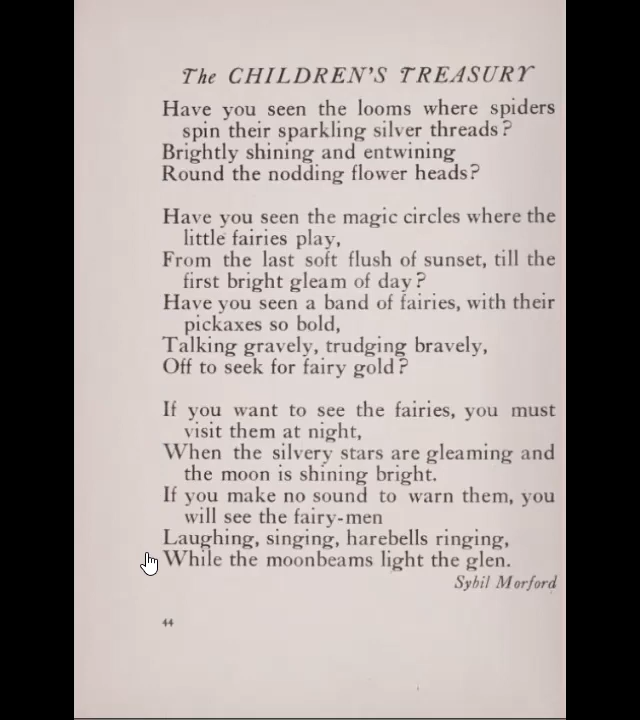 The CHILDREN'S TREASURY
Have you seen the looms where spiders
spin their sparkling silver threads?
Brightly shining and entwining
Round the nodding flower heads?
Have you seen the magic circles where the
little fairies play,
From the last soft flush of sunset, till the
first bright gleam of day?
Have you seen a band of fairies, with their
pickaxes so bold,
Talking gravely, trudging bravely,
Off to seek for fairy gold?
If you want to see the fairies, you must
visit them at night,
When the silvery stars are gleaming and
the moon is shining bright.
If you make no sound to warn them, you
will see the fairy-men
Laughing, singing, harebells ringing,
While the moonbeams light the glen.
Sybil Morford
44